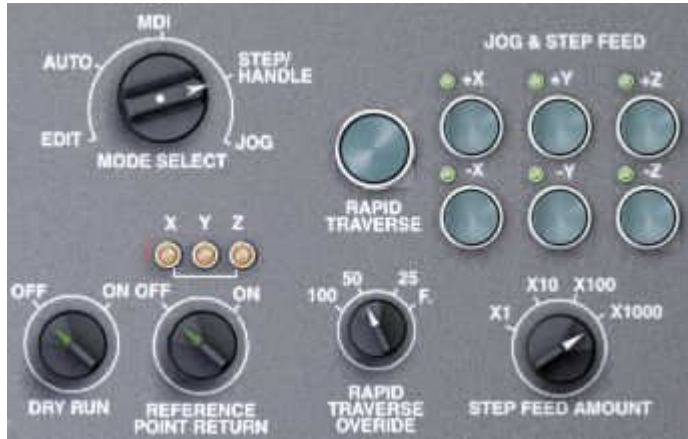 MDI
JOG & STEP FEED
AUTO
STEP/
HANDLE
+X +Y +Z
EDIT
JOG
MODE SELECT
-X -Y -Z
RAPID
TRAVERSE
X Y Z
OFF ON
OFF ON
100 50 25 F.
X1 X10 X100 X1000
DRY RUN
REFERENCE
POINT RETURN
RAPID
TRAVERSE
OVERIDE
STEP FEED AMOUNT